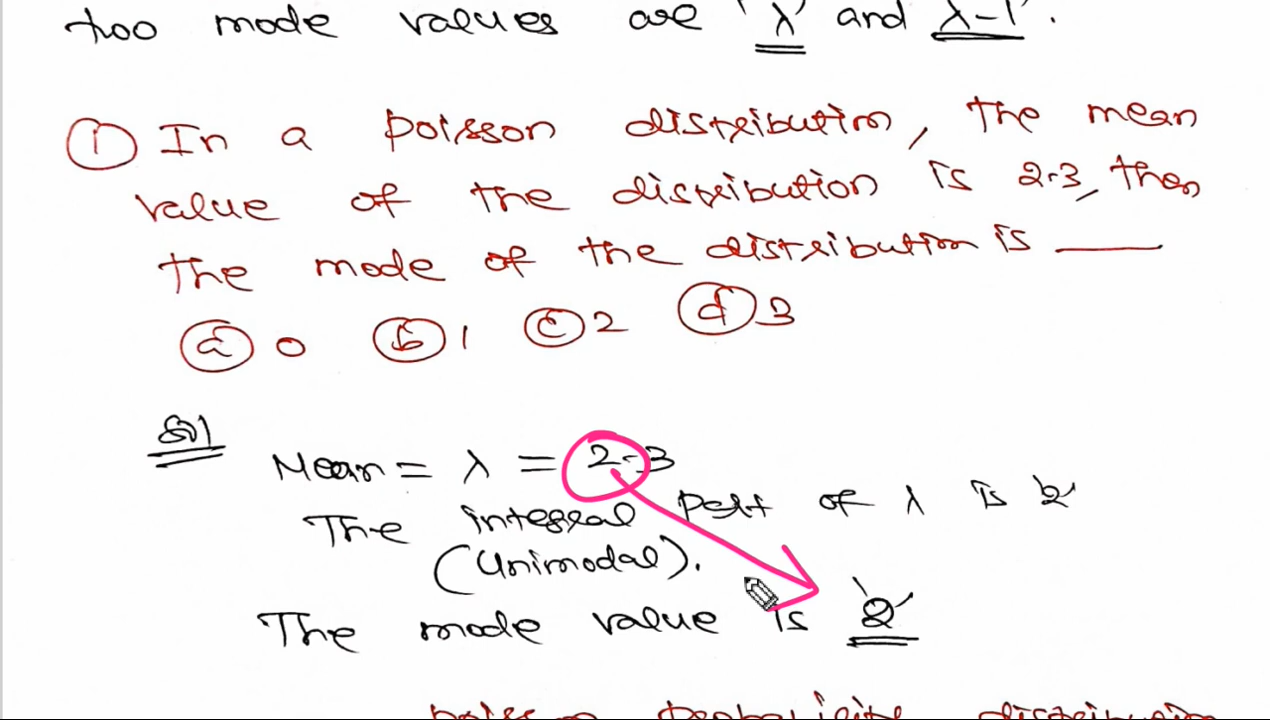 two mode values are 'λ' and λ-1'.
① In a poisson distribution, the mean
value of the distribution is 2.3, then
the mode of the distribution is ____
ⓐ 0 ⓑ 1 ⓒ 2 ⓓ 3
Sol
Mean = λ = 2.3
The integral part of λ is 2
(Unimodal).
The mode value is '2'